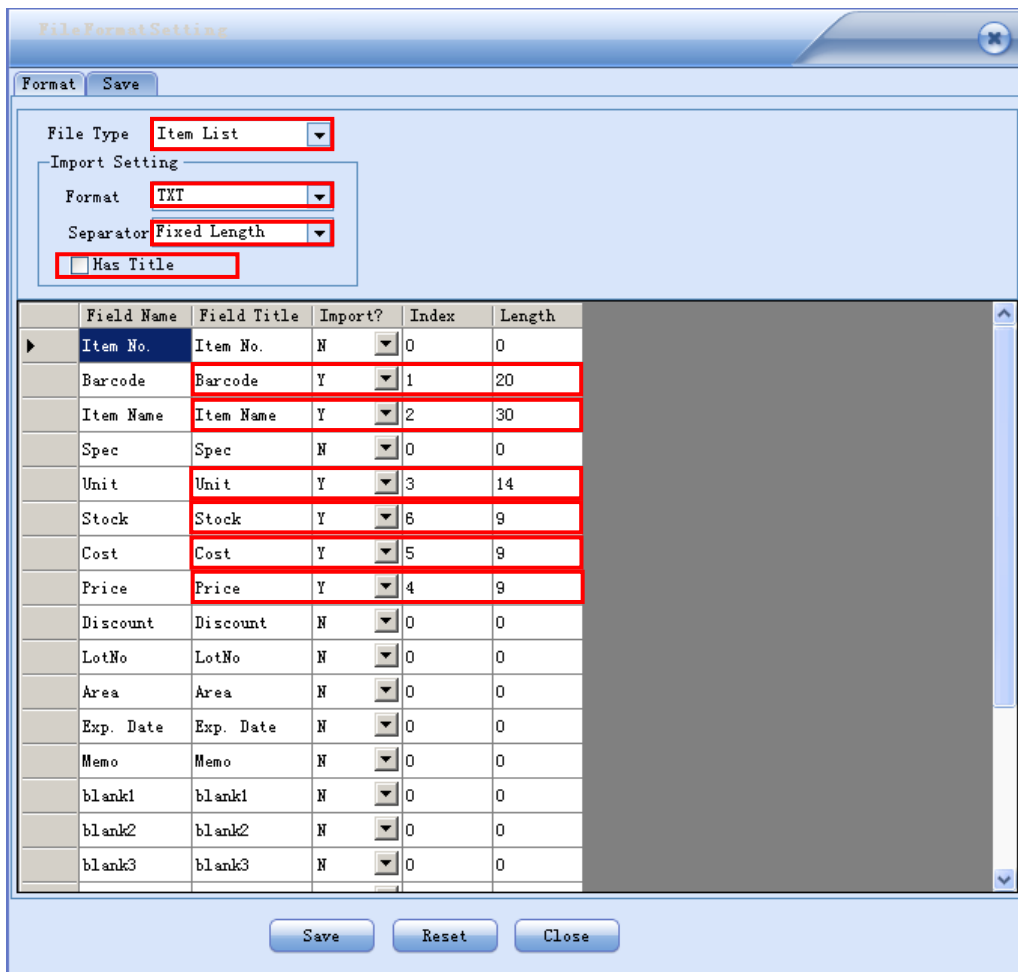 FileFormatSetting
Format Save
File Type Item List
Import Setting
Format TXT
Separator Fixed Length
Has Title
Field Name Field Title Import? Index Length
Item No. Item No. N 0 0
Barcode Barcode Y 1 20
Item Name Item Name Y 2 30
Spec Spec N 0 0
Unit Unit Y 3 14
Stock Stock Y 6 9
Cost Cost Y 5 9
Price Price Y 4 9
Discount Discount N 0 0
LotNo LotNo N 0 0
Area Area N 0 0
Exp. Date Exp. Date N 0 0
Memo Memo N 0 0
blank1 blank1 N 0 0
blank2 blank2 N 0 0
blank3 blank3 N 0 0
Save Reset Close